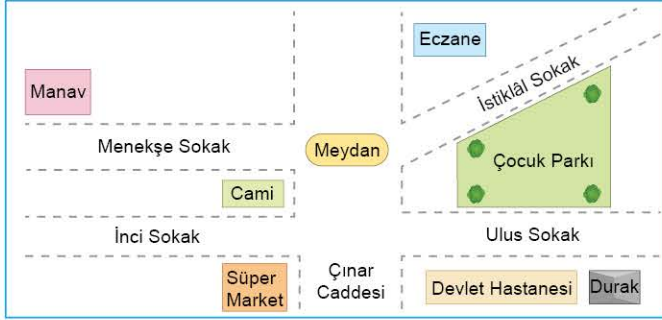 Eczane
Manav
İstiklâl Sokak
Menekşe Sokak
Meydan
Çocuk Parkı
Cami
İnci Sokak
Ulus Sokak
Süper
Market
Çınar
Caddesi
Devlet Hastanesi
Durak